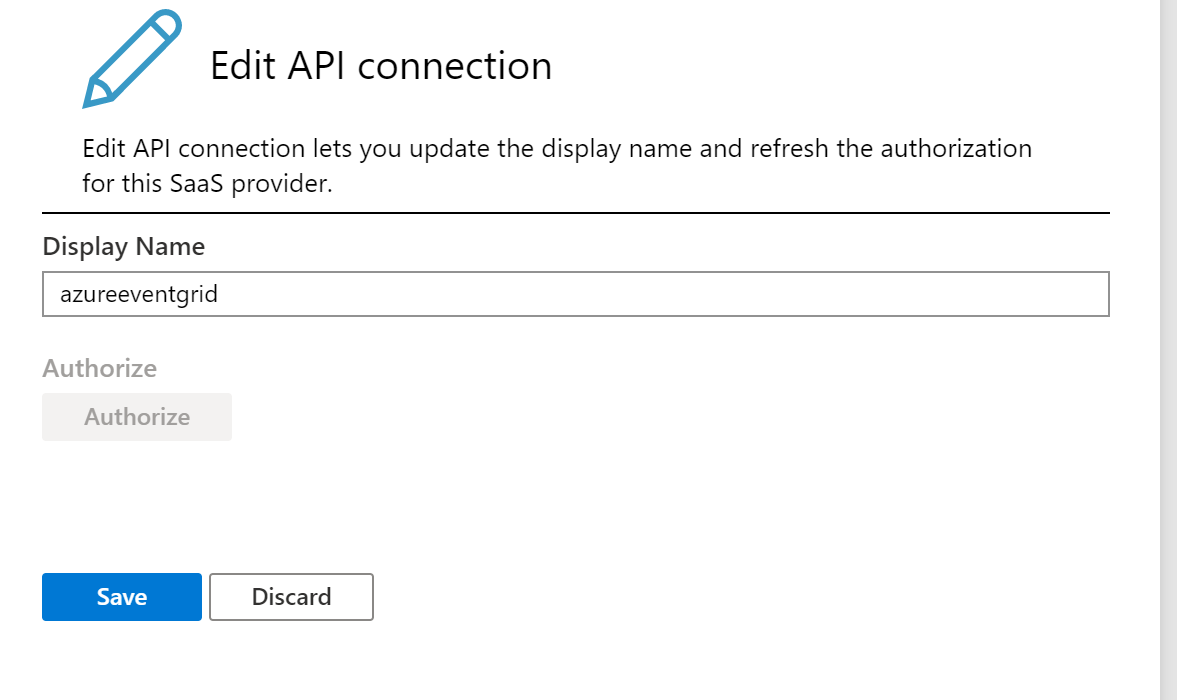 Edit API connection
Edit API connection lets you update the display name and refresh the authorization
for this SaaS provider.
Display Name
azureeventgrid
Authorize
Authorize
Save
Discard